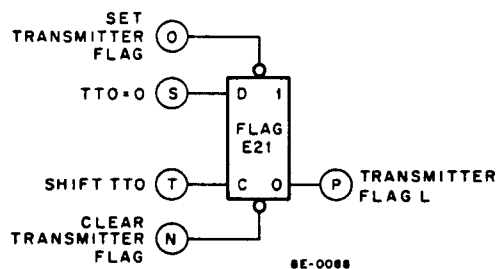 SET
TRANSMITTER
FLAG
O
TTO=0
S
D 1
FLAG
E21
SHIFT TTO
T
C 0
P
TRANSMITTER
FLAG L
CLEAR
TRANSMITTER
FLAG
N
8E-0088